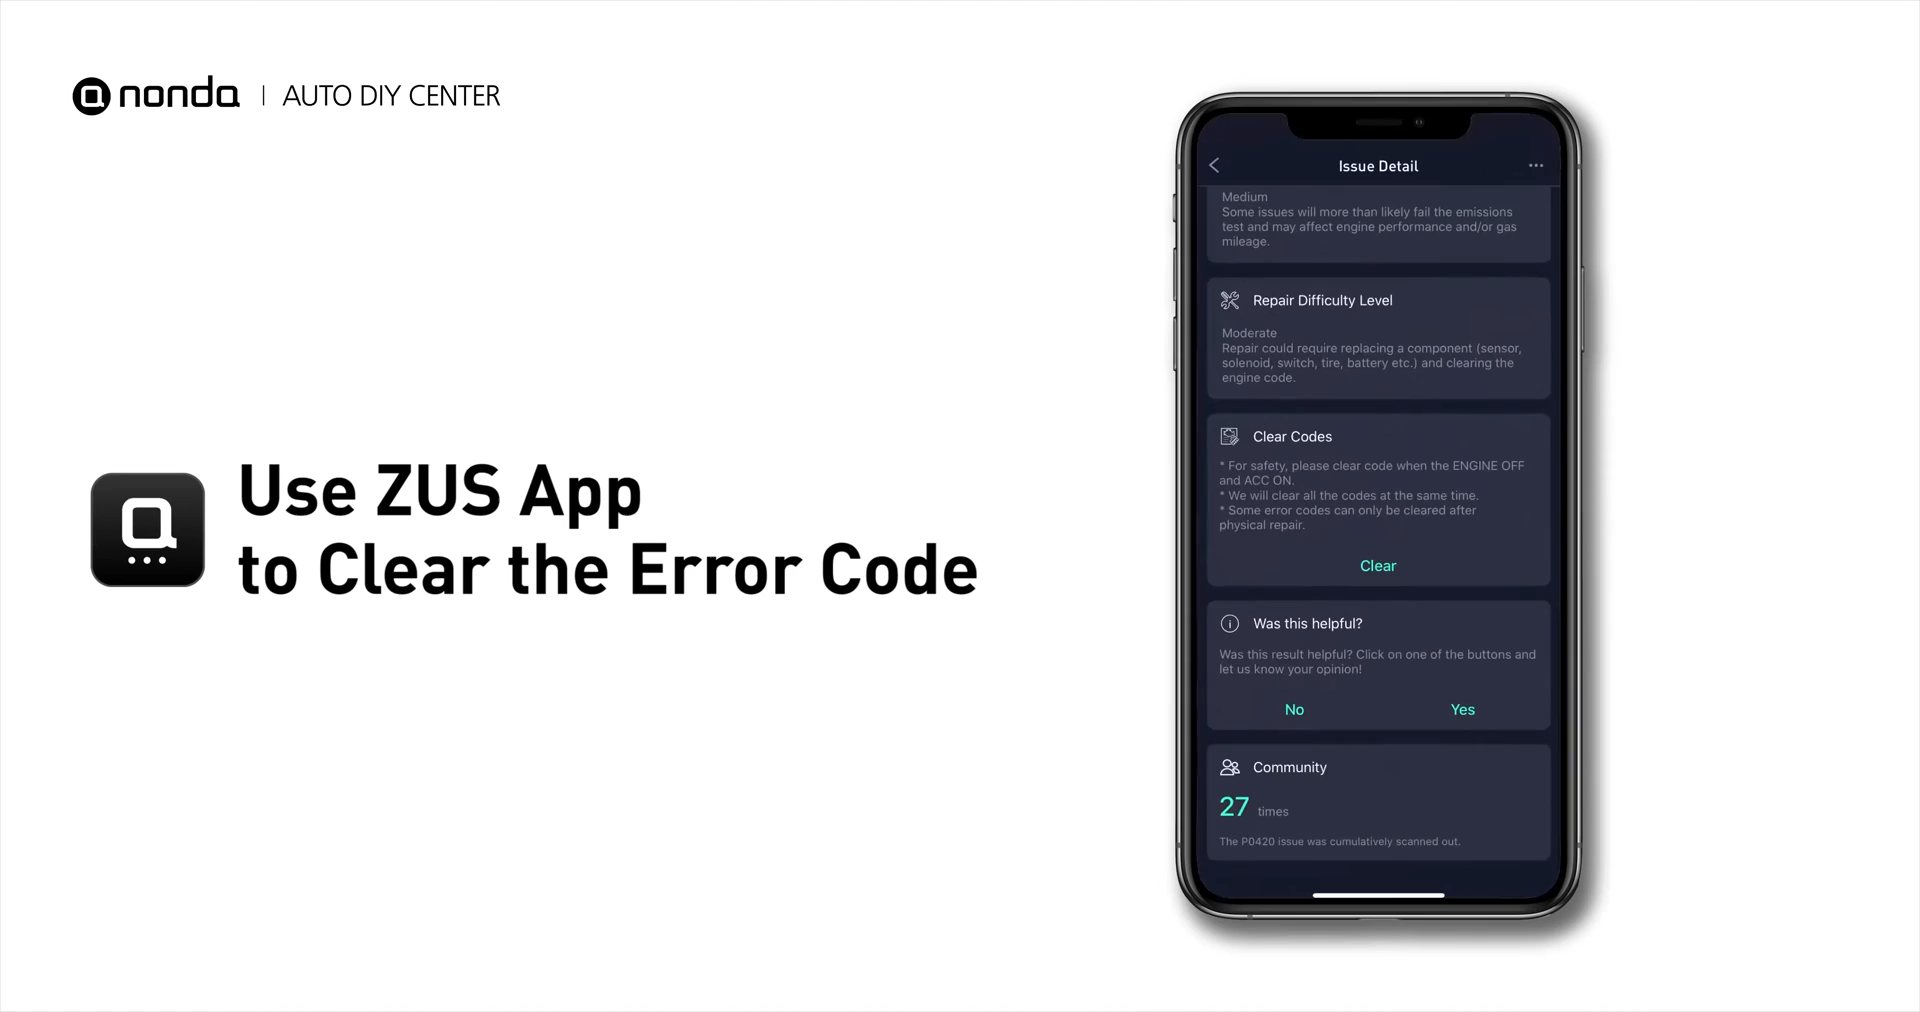 nonda | AUTO DIY CENTER
Use ZUS App
to Clear the Error Code
Issue Detail
Medium
Some issues will more than likely fail the emissions
test and may affect engine performance and/or gas
mileage.
Repair Difficulty Level
Moderate
Repair could require replacing a component (sensor,
solenoid, switch, tire, battery etc.) and clearing the
engine code.
Clear Codes
* For safety, please clear code when the ENGINE OFF
and ACC ON.
* We will clear all the codes at the same time.
* Some error codes can only be cleared after
physical repair.
Clear
Was this helpful?
Was this result helpful? Click on one of the buttons and
let us know your opinion!
No Yes
Community
27 times
The P0420 issue was cumulatively scanned out.